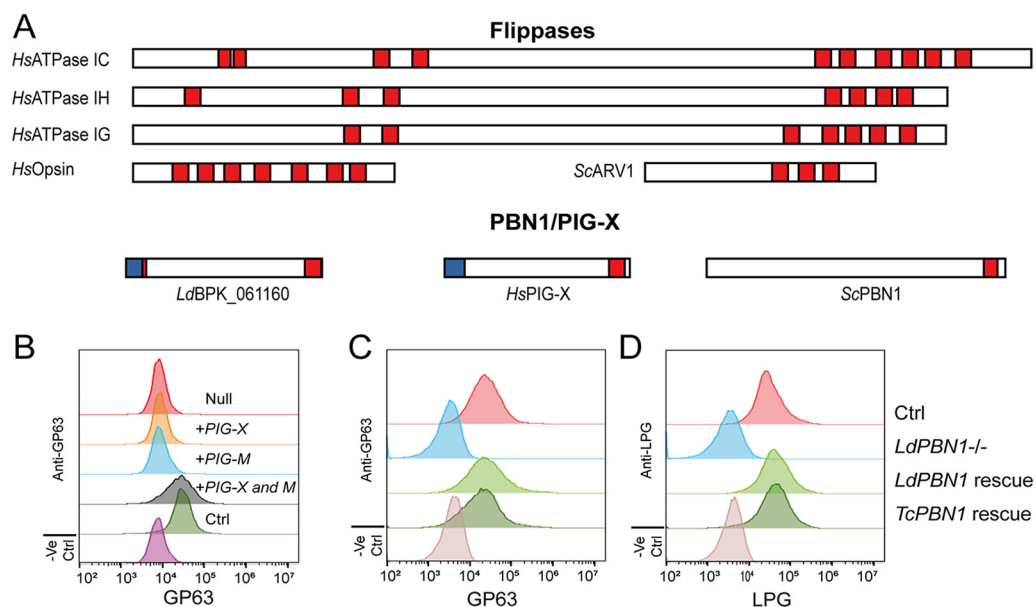 A
Flippases
HsATPase IC
HsATPase IH
HsATPase IG
HsOpsin
ScARV1
PBN1/PIG-X
LdBPK_061160
HsPIG-X
ScPBN1
B
Anti-GP63
-Ve
Ctrl
Null
+PIG-X
+PIG-M
+PIG-X and M
Ctrl
10² 10³ 10⁴ 10⁵ 10⁶ 10⁷
GP63
C
Anti-GP63
-Ve
Ctrl
10² 10³ 10⁴ 10⁵ 10⁶ 10⁷
GP63
D
Anti-LPG
-Ve
Ctrl
10² 10³ 10⁴ 10⁵ 10⁶ 10⁷
LPG
Ctrl
LdPBN1-/-
LdPBN1 rescue
TcPBN1 rescue